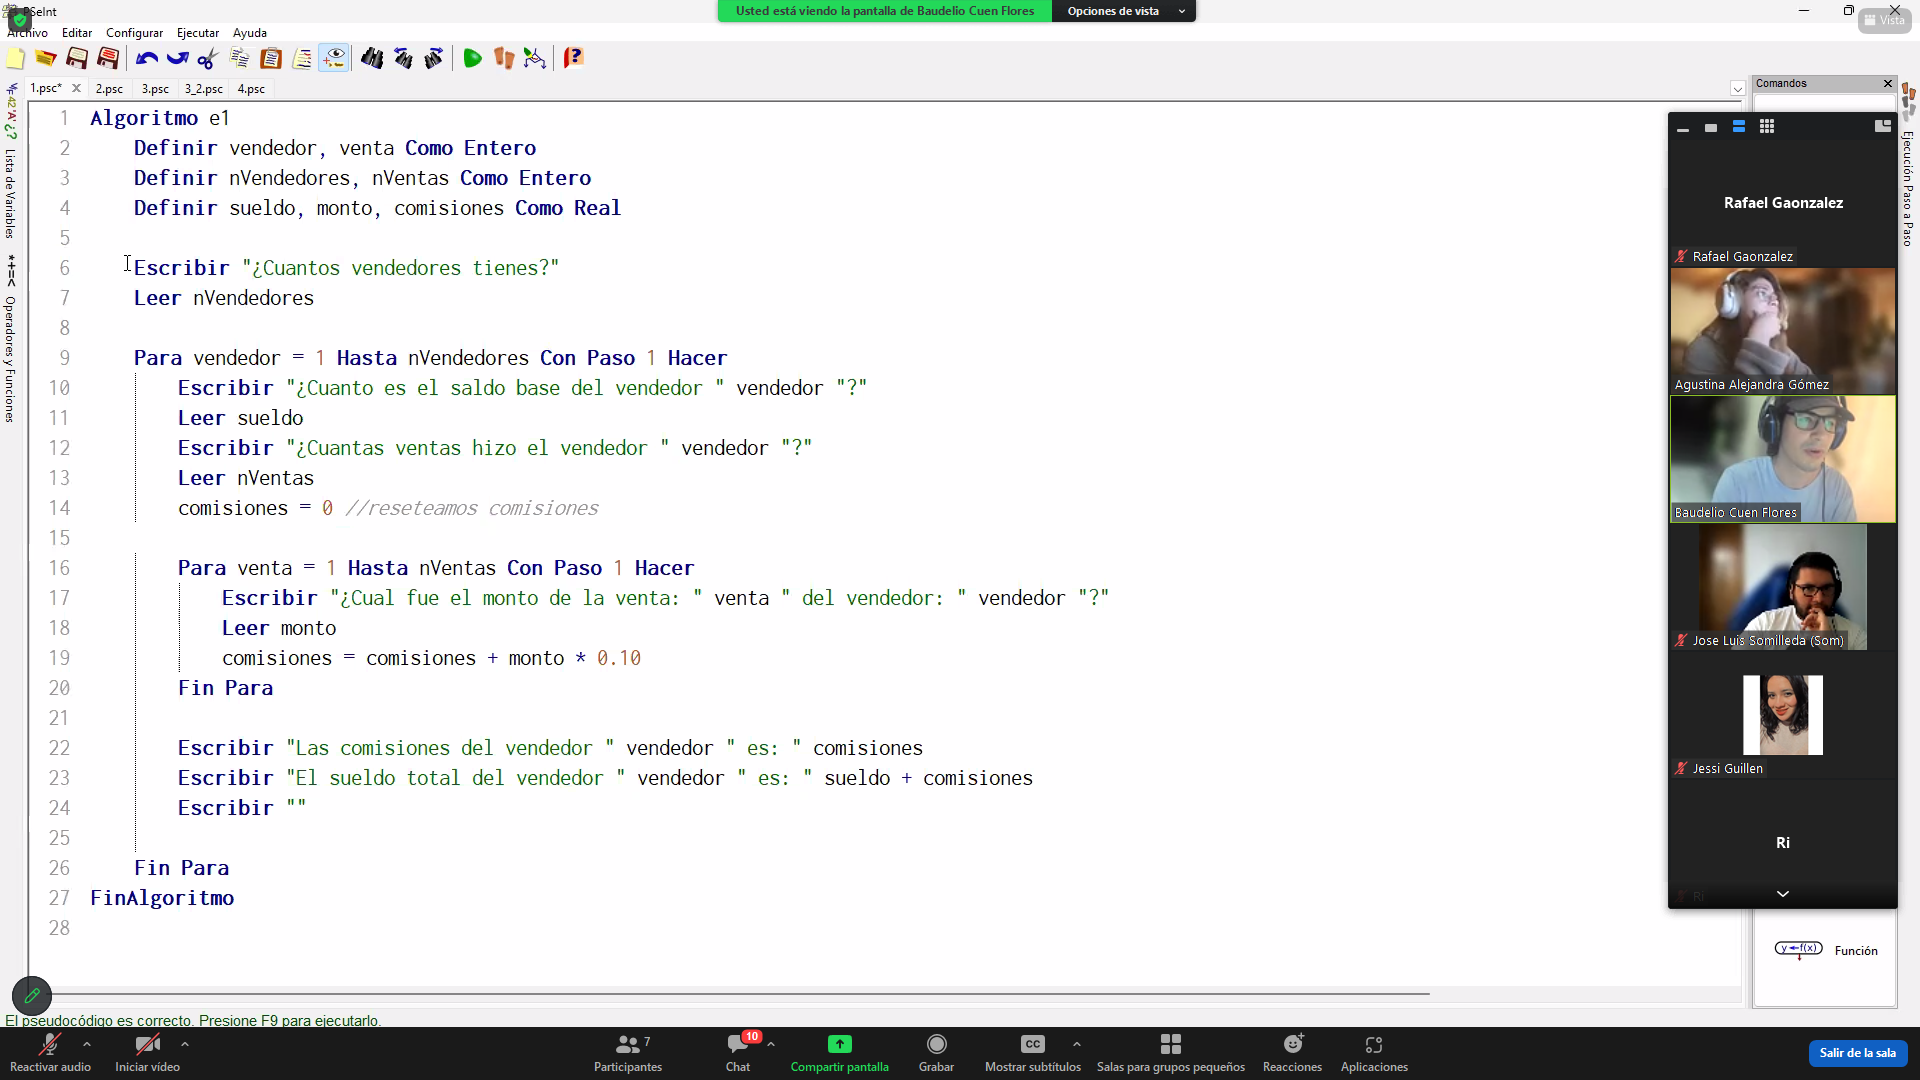 PSeInt
Usted está viendo la pantalla de Baudelio Cuen Flores
Opciones de vista
Vista
Archivo Editar Configurar Ejecutar Ayuda
1.psc* 2.psc 3.psc 3_2.psc 4.psc
Comandos
Lista de Variables
*+=< Operadores y Funciones
Ejecución Paso a Paso
1 Algoritmo e1
2 Definir vendedor, venta Como Entero
3 Definir nVendedores, nVentas Como Entero
4 Definir sueldo, monto, comisiones Como Real
5
6 Escribir "¿Cuantos vendedores tienes?"
7 Leer nVendedores
8
9 Para vendedor = 1 Hasta nVendedores Con Paso 1 Hacer
10 Escribir "¿Cuanto es el saldo base del vendedor " vendedor "?"
11 Leer sueldo
12 Escribir "¿Cuantas ventas hizo el vendedor " vendedor "?"
13 Leer nVentas
14 comisiones = 0 //reseteamos comisiones
15
16 Para venta = 1 Hasta nVentas Con Paso 1 Hacer
17 Escribir "¿Cual fue el monto de la venta: " venta " del vendedor: " vendedor "?"
18 Leer monto
19 comisiones = comisiones + monto * 0.10
20 Fin Para
21
22 Escribir "Las comisiones del vendedor " vendedor " es: " comisiones
23 Escribir "El sueldo total del vendedor " vendedor " es: " sueldo + comisiones
24 Escribir ""
25
26 Fin Para
27 FinAlgoritmo
28
Rafael Gaonzalez
Rafael Gaonzalez
Agustina Alejandra Gómez
Baudelio Cuen Flores
Jose Luis Somilleda (Som)
Jessi Guillen
Ri
Ri
y←f(x) Función
El pseudocódigo es correcto. Presione F9 para ejecutarlo.
7
10
CC
Reactivar audio
Iniciar vídeo
Participantes
Chat
Compartir pantalla
Grabar
Mostrar subtítulos
Salas para grupos pequeños
Reacciones
Aplicaciones
Salir de la sala